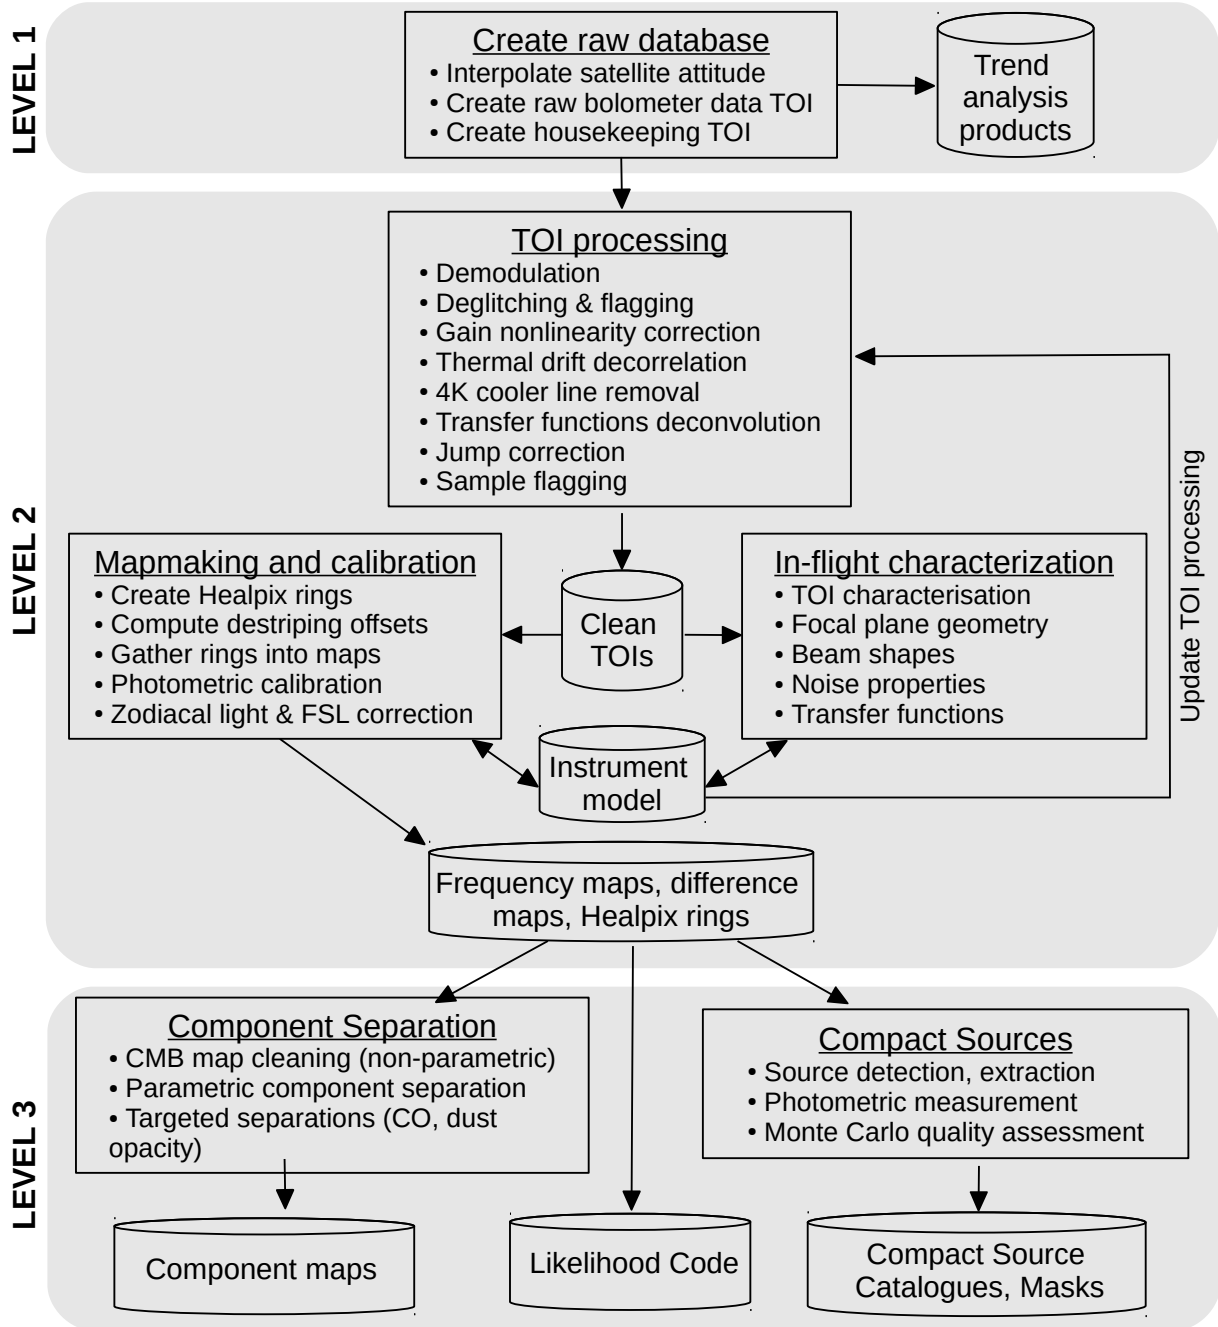 LEVEL 1
Create raw database
• Interpolate satellite attitude
• Create raw bolometer data TOI
• Create housekeeping TOI
Trend
analysis
products
LEVEL 2
TOI processing
• Demodulation
• Deglitching & flagging
• Gain nonlinearity correction
• Thermal drift decorrelation
• 4K cooler line removal
• Transfer functions deconvolution
• Jump correction
• Sample flagging
Update TOI processing
Mapmaking and calibration
• Create Healpix rings
• Compute destriping offsets
• Gather rings into maps
• Photometric calibration
• Zodiacal light & FSL correction
Clean
TOIs
In-flight characterization
• TOI characterisation
• Focal plane geometry
• Beam shapes
• Noise properties
• Transfer functions
Instrument
model
Frequency maps, difference
maps, Healpix rings
LEVEL 3
Component Separation
• CMB map cleaning (non-parametric)
• Parametric component separation
• Targeted separations (CO, dust
opacity)
Compact Sources
• Source detection, extraction
• Photometric measurement
• Monte Carlo quality assessment
Component maps
Likelihood Code
Compact Source
Catalogues, Masks